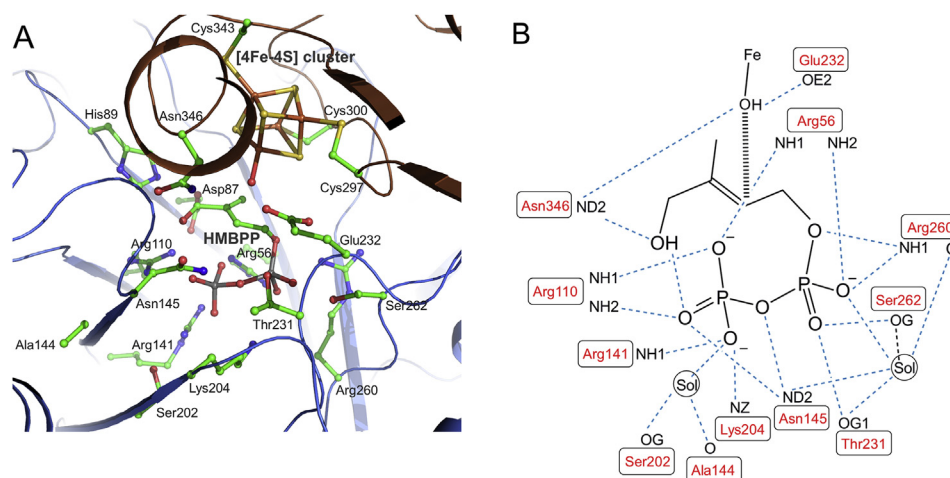 A
Cys343
[4Fe-4S] cluster
His89
Asn346
Cys300
Asp87
Cys297
HMBPP
Glu232
Arg110
Arg56
Asn145
Ser262
Thr231
Ala144
Arg141
Lys204
Arg260
Ser202
B
Fe
Glu232
OE2
OH
Arg56
NH1
NH2
Asn346
ND2
OH
O
Arg260
NH1
O
NH1
Arg110
NH2
O
P
O
P
O
Ser262
OG
O
O
Arg141
NH1
Sol
Sol
NZ
Lys204
ND2
Asn145
OG1
Thr231
OG
Ser202
O
Ala144